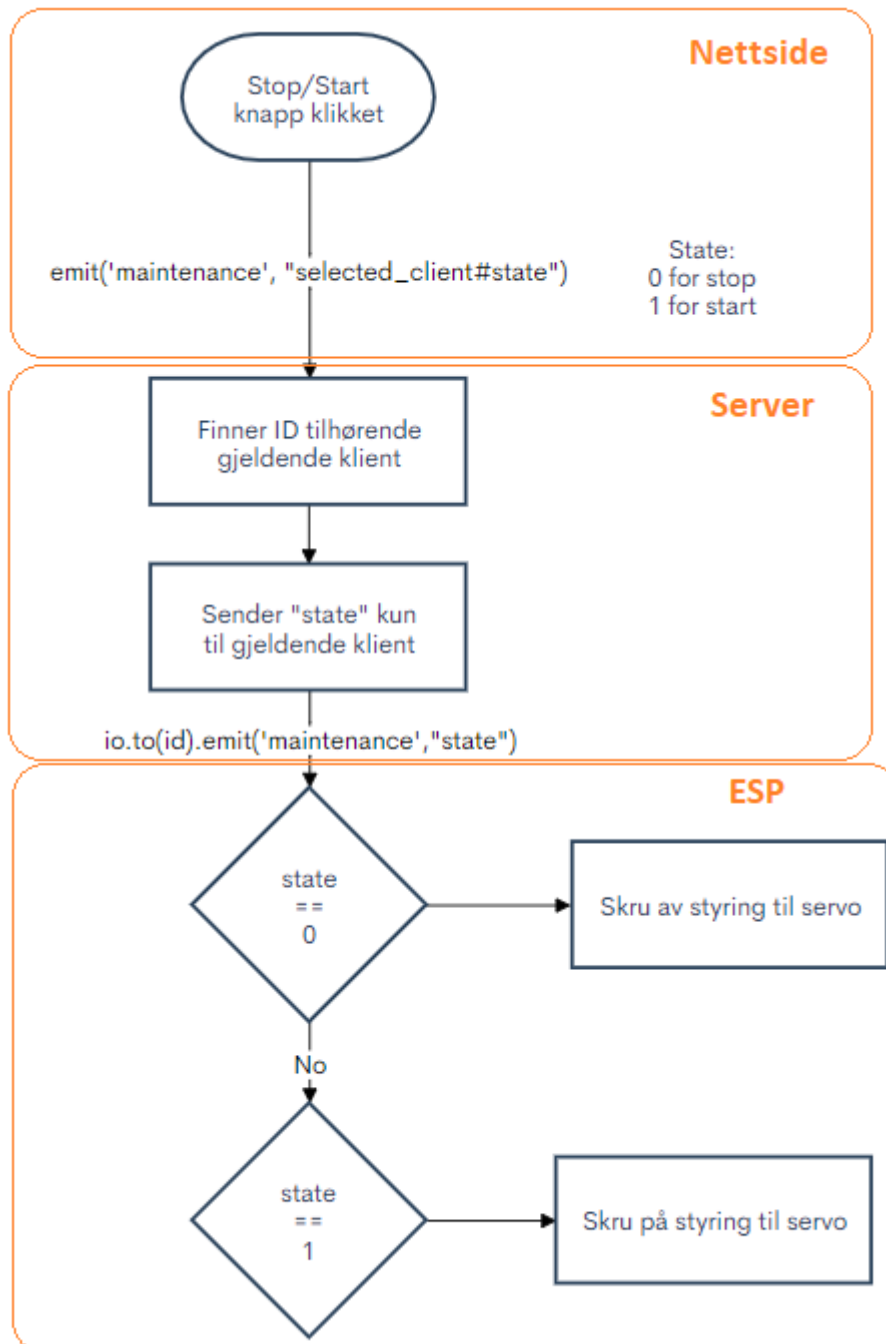 Nettside
Stop/Start
knapp klikket
emit('maintenance', "selected_client#state")
State:
0 for stop
1 for start
Server
Finner ID tilhørende
gjeldende klient
Sender "state" kun
til gjeldende klient
io.to(id).emit('maintenance',"state")
ESP
state
==
0
Skru av styring til servo
No
state
==
1
Skru på styring til servo